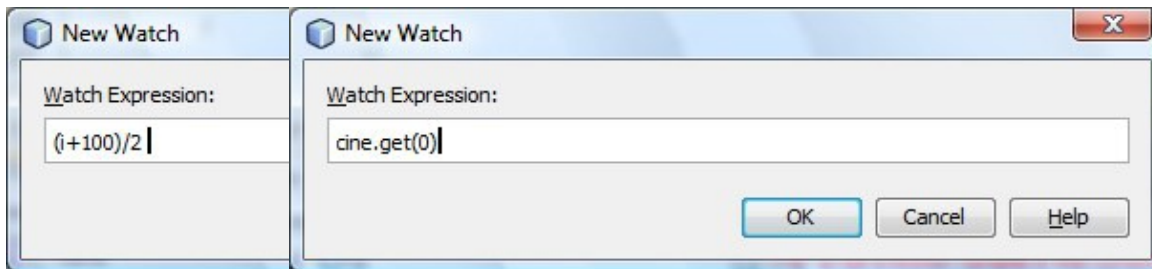 New Watch
Watch Expression:
(i+100)/2
New Watch
Watch Expression:
cine.get(0)
OK Cancel Help